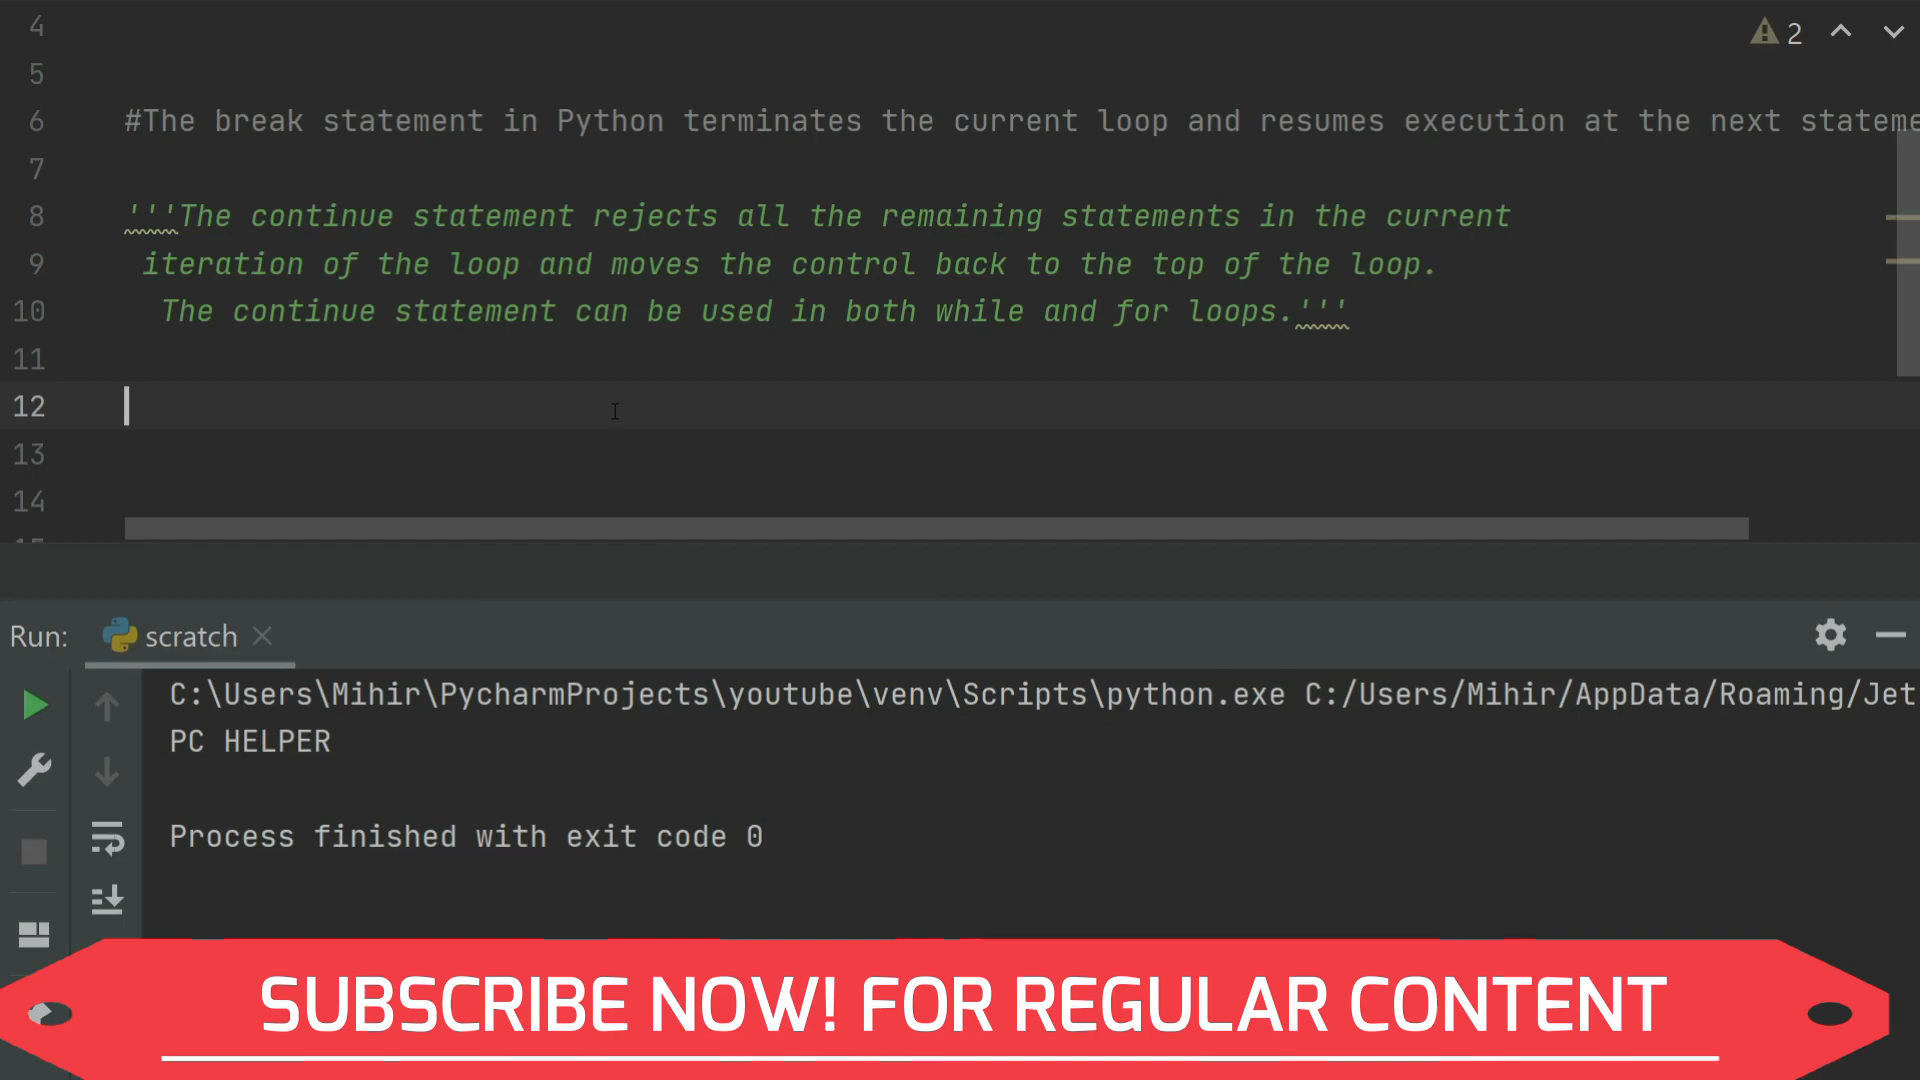 4
2
5
6 #The break statement in Python terminates the current loop and resumes execution at the next stateme
7
8 '''The continue statement rejects all the remaining statements in the current
9 iteration of the loop and moves the control back to the top of the loop.
10 The continue statement can be used in both while and for loops.'''
11
12
13
14
Run: scratch
C:\Users\Mihir\PycharmProjects\youtube\venv\Scripts\python.exe C:/Users/Mihir/AppData/Roaming/Jet
PC HELPER
Process finished with exit code 0
SUBSCRIBE NOW! FOR REGULAR CONTENT